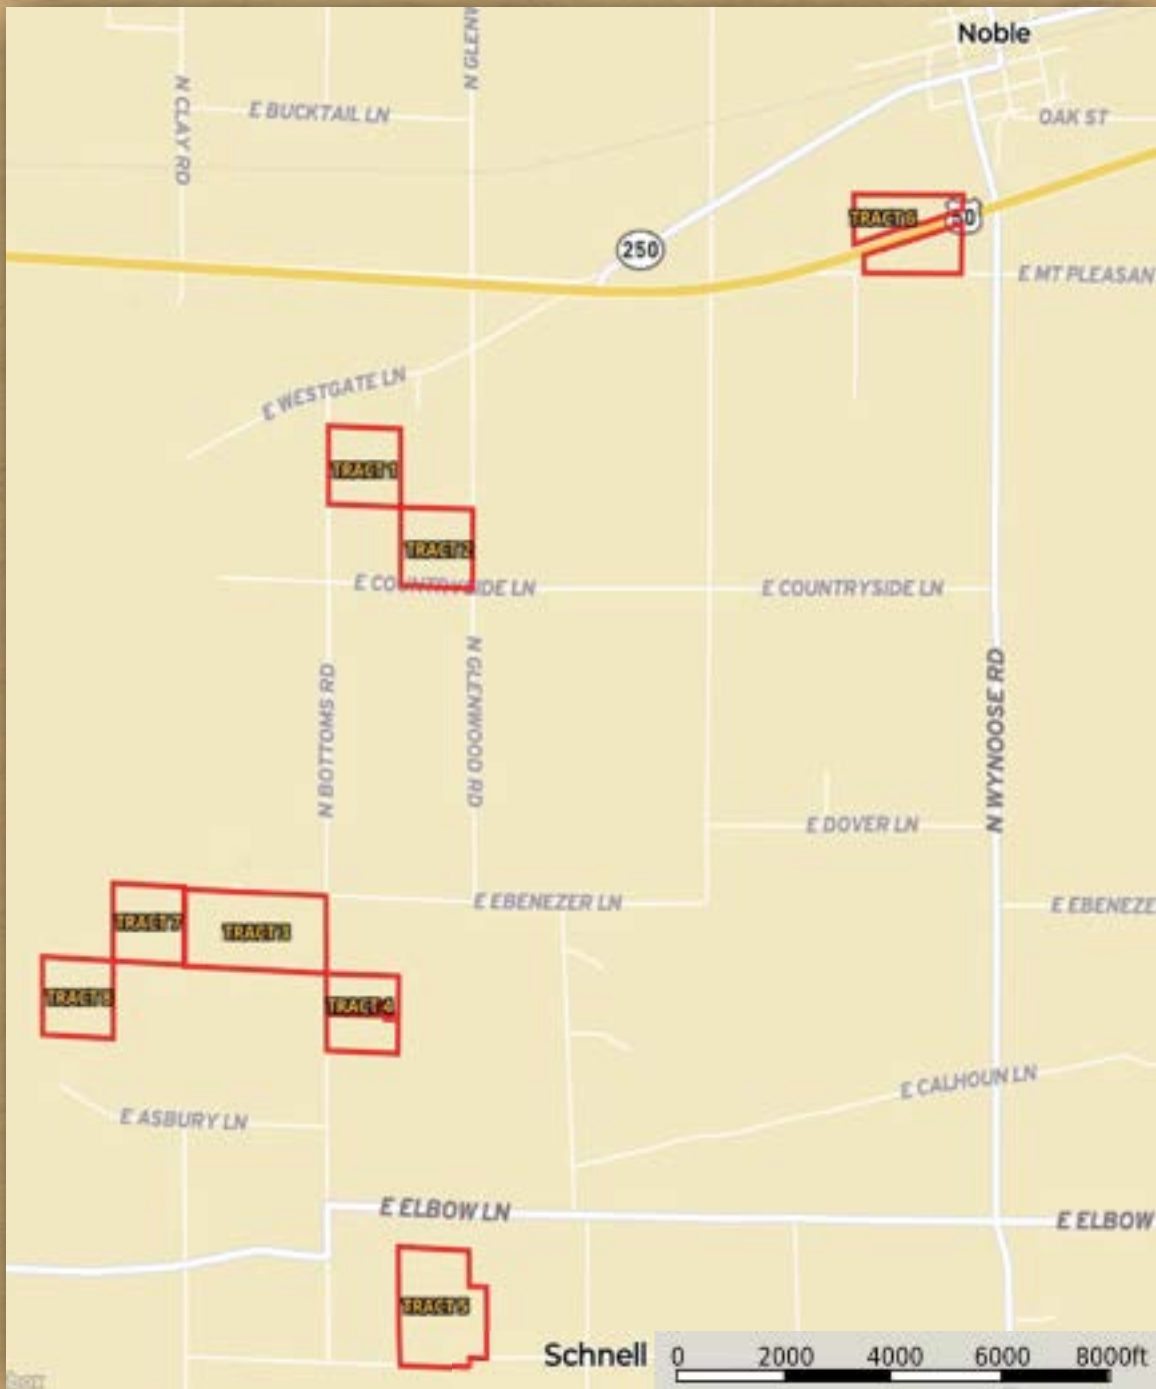 Noble
N CLAY RD
N GLENW
E BUCKTAIL LN
OAK ST
TRACT 6
50
250
E MT PLEASAN
E WESTGATE LN
TRACT 1
TRACT 2
E COUNTRYSIDE LN
E COUNTRYSIDE LN
N BOTTOMS RD
N GLENWOOD RD
N WYNOOSE RD
E DOVER LN
E EBENEZER LN
E EBENEZE
TRACT 7
TRACT 3
TRACT 8
TRACT 4
E CALHOUN LN
E ASBURY LN
E ELBOW LN
E ELBOW
TRACT 5
Schnell
0 2000 4000 6000 8000ft
box